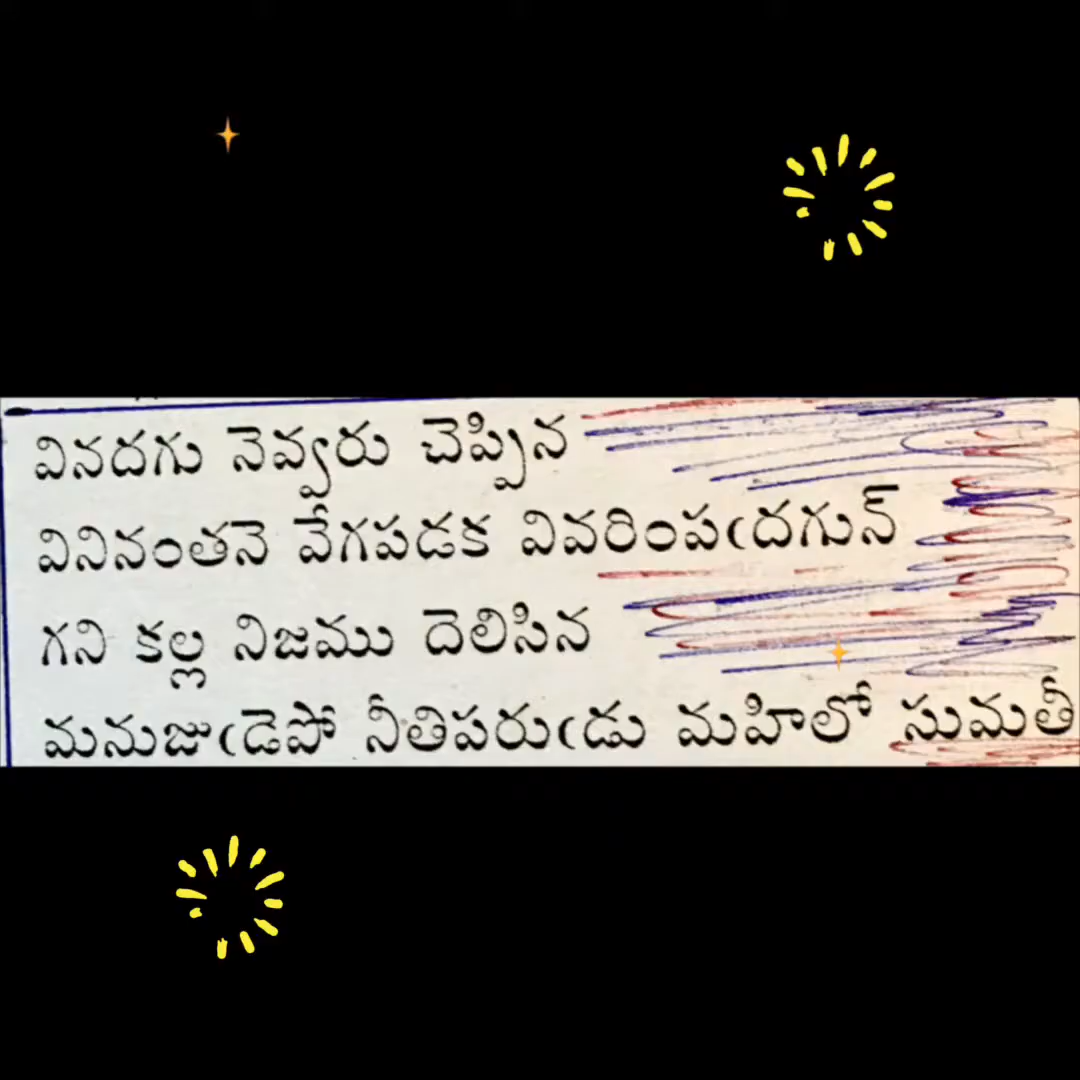 వినదగు నెవ్వరు చెప్పిన
వినినంతనె వేగపడక వివరింపఁదగున్
గని కల్ల నిజము దెలిసిన
మనుజుఁడెపో నీతిపరుఁడు మహిలో సుమతీ